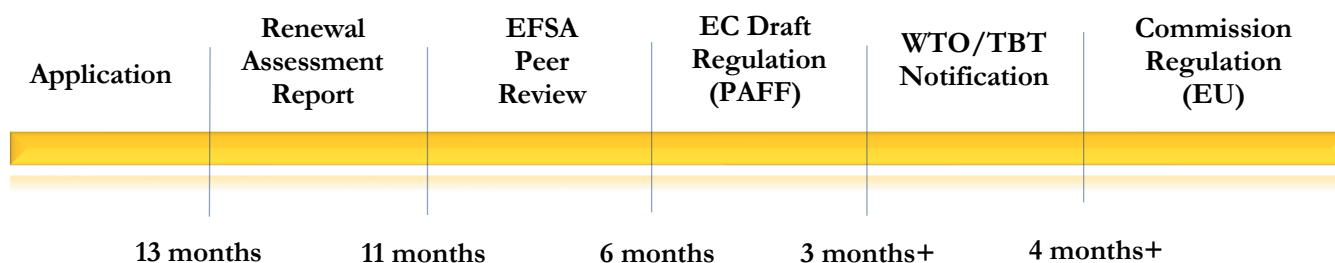 Application
Renewal
Assessment
Report
EFSA
Peer
Review
EC Draft
Regulation
(PAFF)
WTO/TBT
Notification
Commission
Regulation
(EU)
13 months
11 months
6 months
3 months+
4 months+